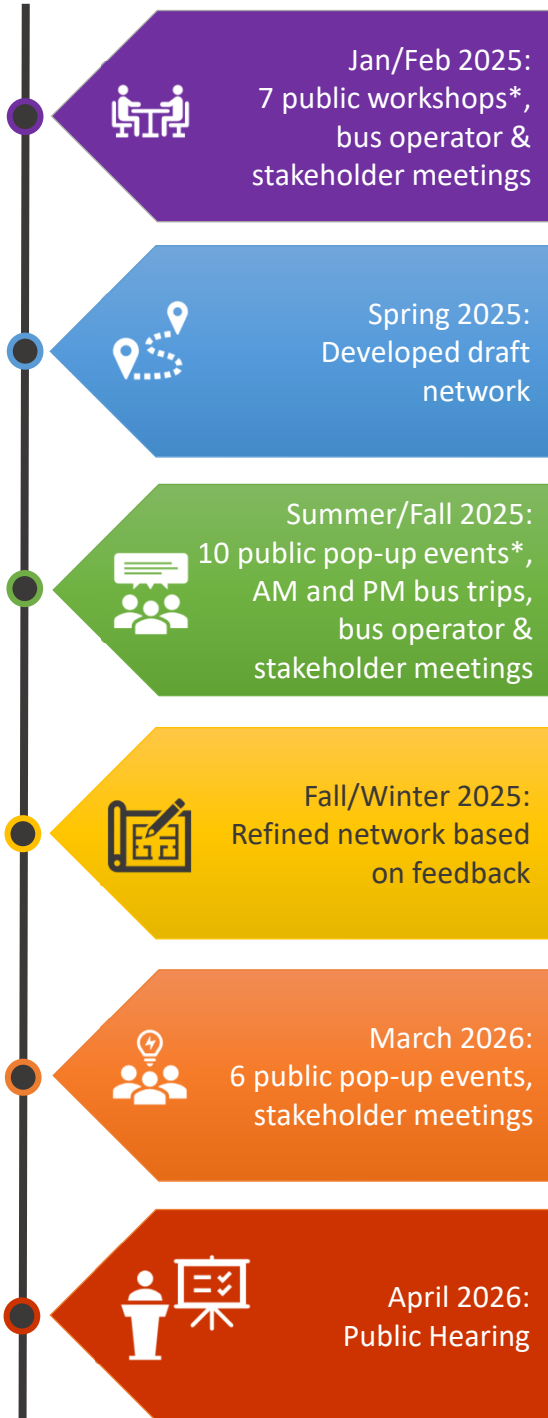 Jan/Feb 2025:
7 public workshops*,
bus operator &
stakeholder meetings
Spring 2025:
Developed draft
network
Summer/Fall 2025:
10 public pop-up events*,
AM and PM bus trips,
bus operator &
stakeholder meetings
Fall/Winter 2025:
Refined network based
on feedback
March 2026:
6 public pop-up events,
stakeholder meetings
April 2026:
Public Hearing